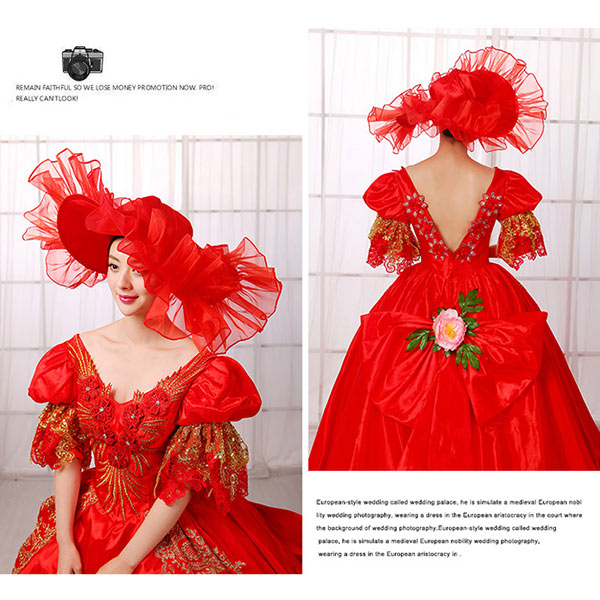 REMAIN FAITHFUL SO WE LOSE MONEY PROMOTION NOW. PRO!
REALLY CAN'TLOOK!
European-style wedding called wedding palace, he is simulate a medieval European nobi
lity wedding photography, wearing a dress in the European aristocracy in the court where
the background of wedding photography.European-style wedding called wedding
palace, he is simulate a medieval European nobility wedding photography,
wearing a dress in the European aristocracy in .